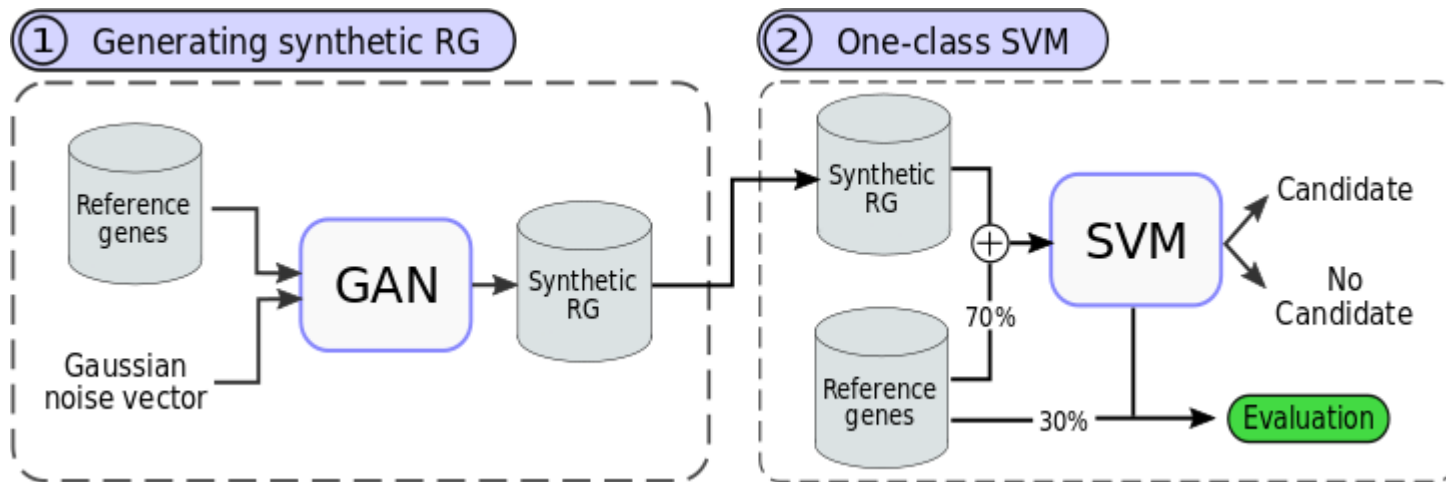 1 Generating synthetic RG
Reference
genes
GAN
Synthetic
RG
Gaussian
noise vector
2 One-class SVM
Synthetic
RG
70%
SVM
Candidate
No
Candidate
Reference
genes
30%
Evaluation